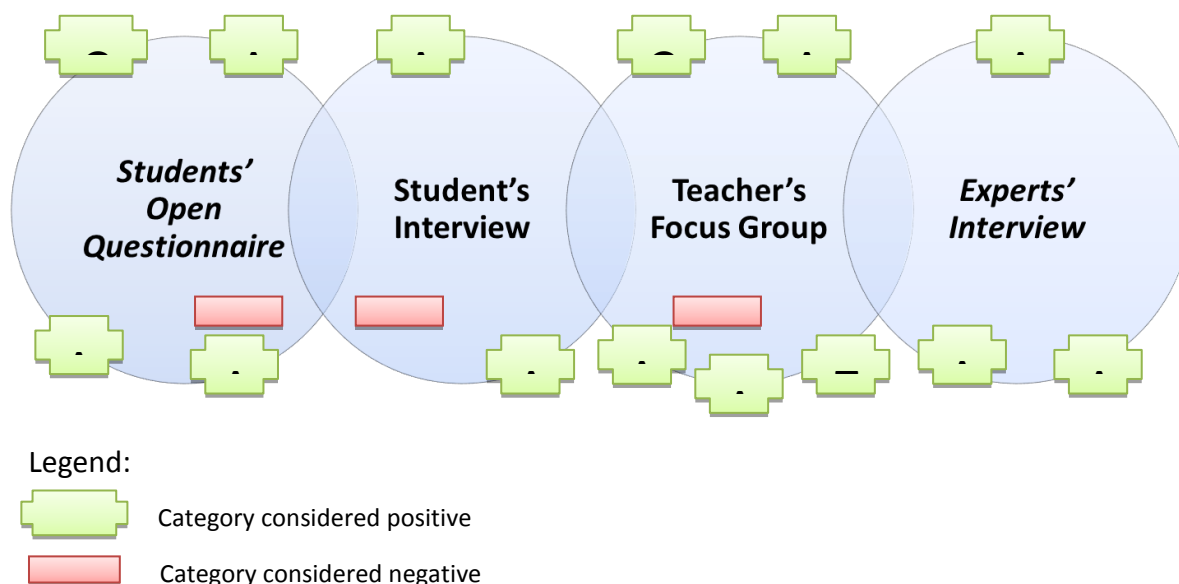 Students'
Open
Questionnaire
Student's
Interview
Teacher's
Focus Group
Experts'
Interview
Legend:
Category considered positive
Category considered negative